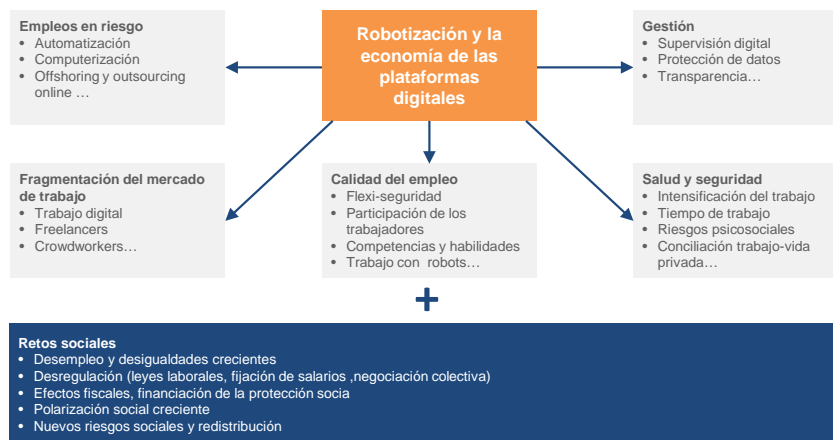 Empleos en riesgo
• Automatización
• Computerización
• Offshoring y outsourcing
online …
Robotización y la
economía de las
plataformas
digitales
Gestión
• Supervisión digital
• Protección de datos
• Transparencia…
Fragmentación del mercado
de trabajo
• Trabajo digital
• Freelancers
• Crowdworkers…
Calidad del empleo
• Flexi-seguridad
• Participación de los
trabajadores
• Competencias y habilidades
• Trabajo con robots…
Salud y seguridad
• Intensificación del trabajo
• Tiempo de trabajo
• Riesgos psicosociales
• Conciliación trabajo-vida
privada…
+
Retos sociales
• Desempleo y desigualdades crecientes
• Desregulación (leyes laborales, fijación de salarios ,negociación colectiva)
• Efectos fiscales, financiación de la protección socia
• Polarización social creciente
• Nuevos riesgos sociales y redistribución